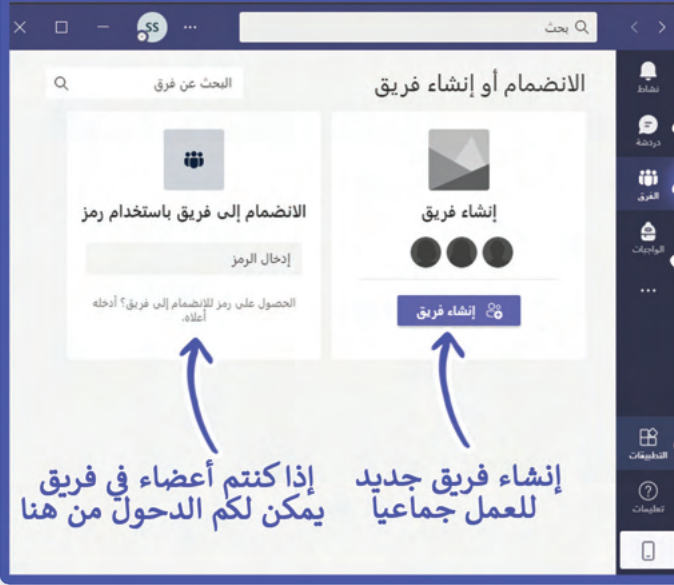 بحث
...
SS
نشاط
دردشة
الفرق
الواجبات
...
التطبيقات
تعليمات
الانضمام أو إنشاء فريق
البحث عن فرق
إنشاء فريق
إنشاء فريق
الانضمام إلى فريق باستخدام رمز
إدخال الرمز
الحصول على رمز للانضمام إلى فريق؟ أدخله
أعلاه.
إنشاء فريق جديد
للعمل جماعيا
إذا كنتم أعضاء في فريق
يمكن لكم الدحول من هنا